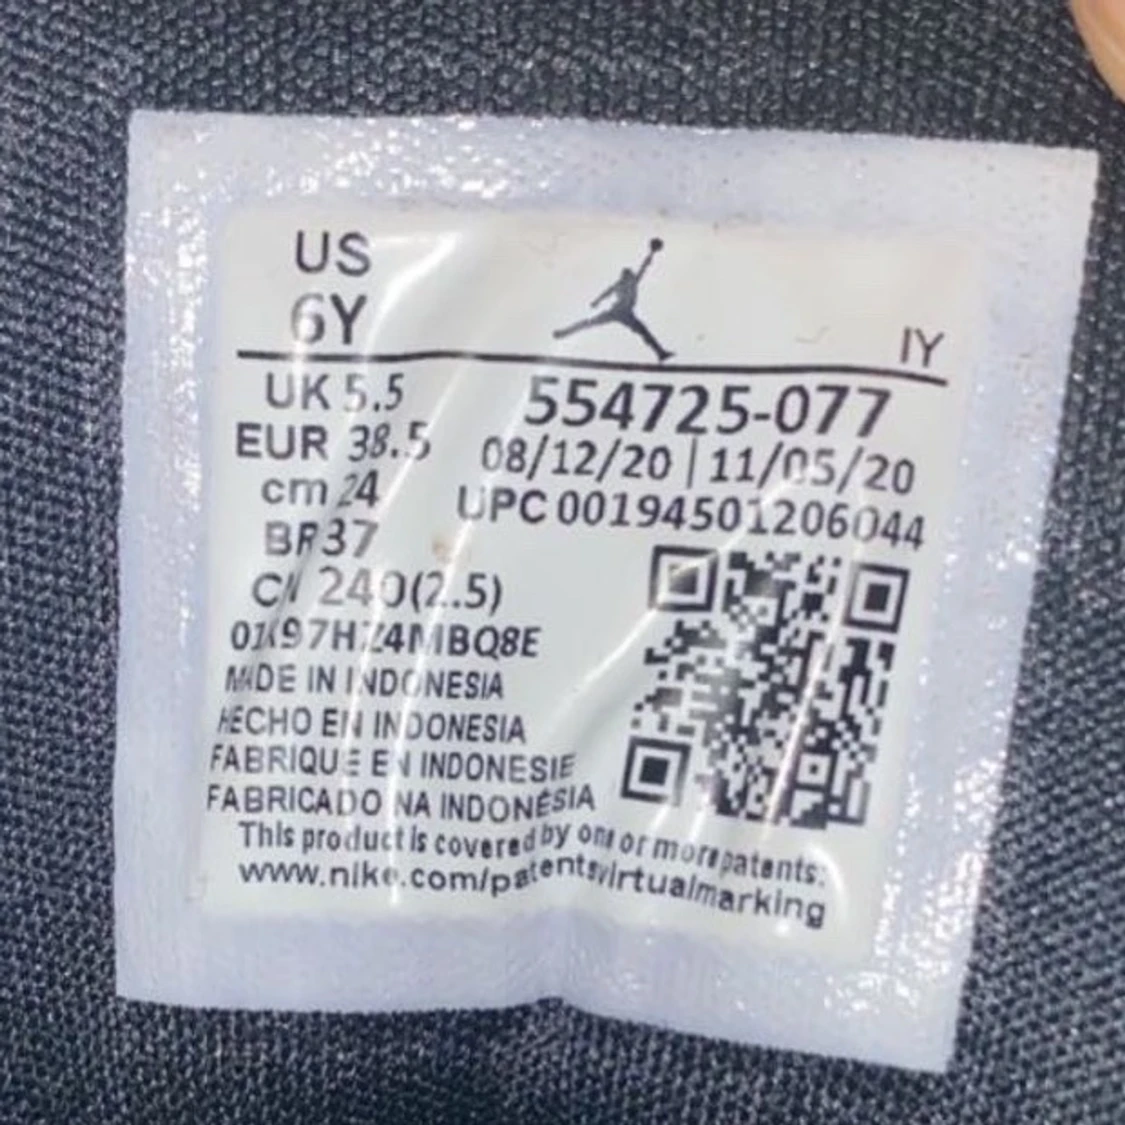 US
6Y
IY
UK 5.5
EUR 38.5
cm 24
BR 37
CN 240(2.5)
554725-077
08/12/20 | 11/05/20
UPC 00194501206044
MADE IN INDONESIA
HECHO EN INDONESIA
FABRIQUE EN INDONESIE
FABRICADO NA INDONÉSIA
This product is covered by one or more patents:
www.nike.com/patentsvirtualmarking